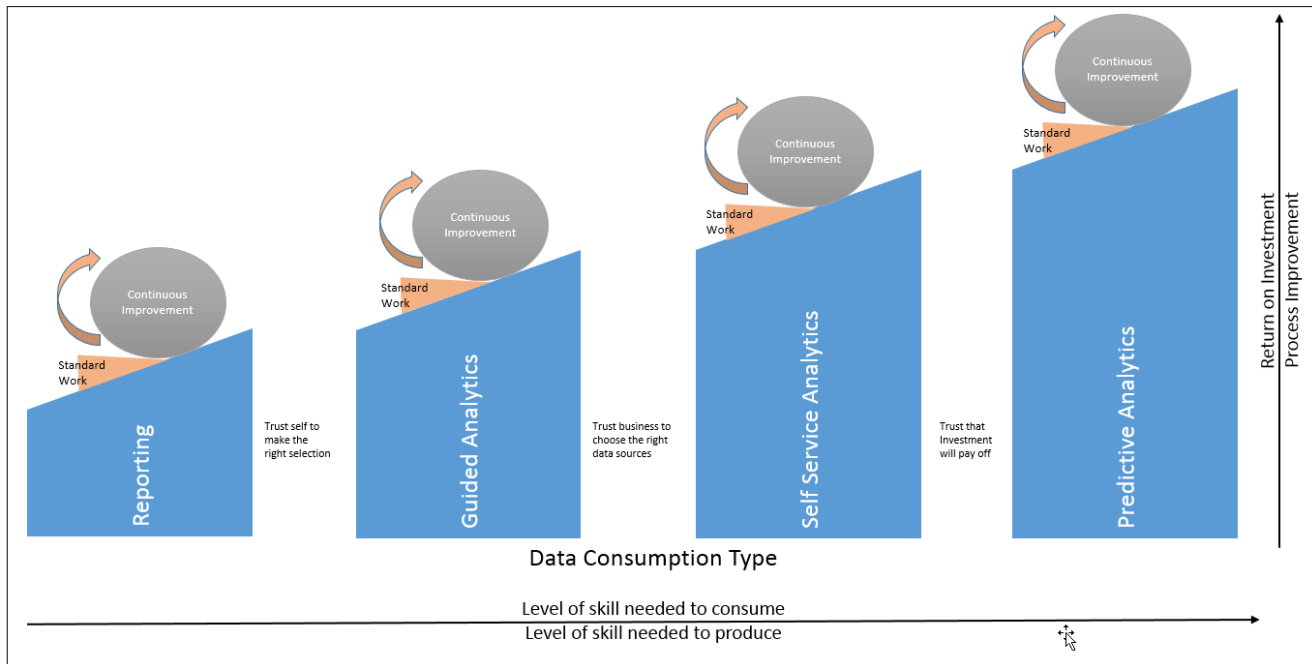 Continuous
Improvement
Standard
Work
Reporting
Trust self to
make the
right selection
Continuous
Improvement
Standard
Work
Guided Analytics
Trust business to
choose the right
data sources
Continuous
Improvement
Standard
Work
Self Service Analytics
Trust that
Investment
will pay off
Continuous
Improvement
Standard
Work
Predictive Analytics
Return on Investment
Process Improvement
Data Consumption Type
Level of skill needed to consume
Level of skill needed to produce